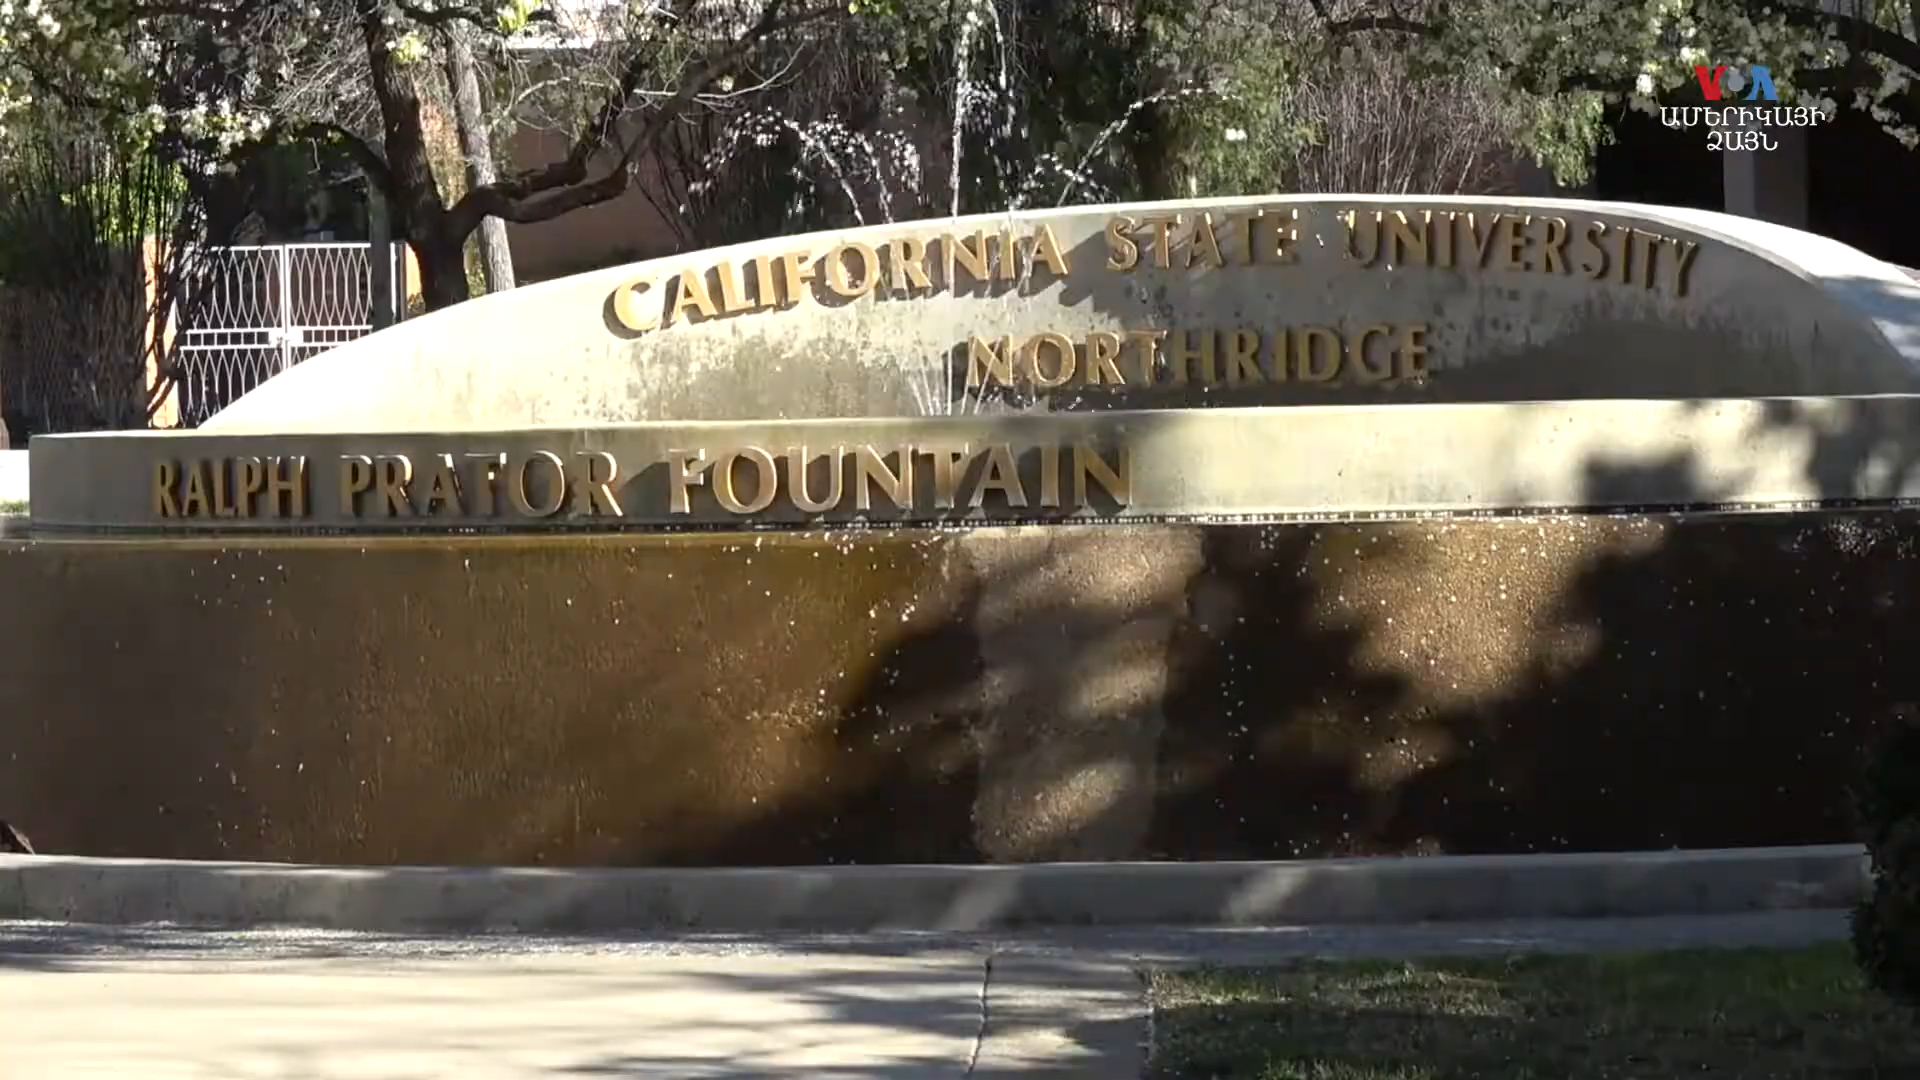 VOA
ԱՄԵՐԻԿԱՅԻ
ՁԱՅՆ
CALIFORNIA STATE UNIVERSITY
NORTHRIDGE
RALPH PRATOR FOUNTAIN